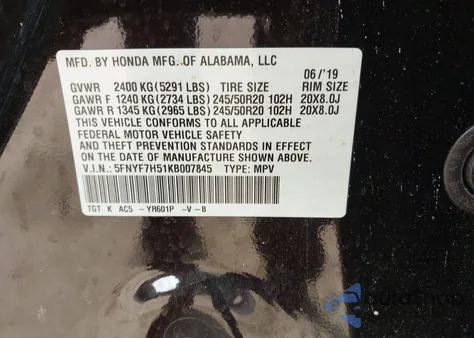 MFD. BY HONDA MFG. OF ALABAMA, LLC
06/'19
GVWR 2400 KG(5291 LBS) TIRE SIZE RIM SIZE
GAWR F 1240 KG(2734 LBS)245/50R20 102H 20X8.0J
GAWR R 1345 KG(2965 LBS)245/50R20 102H 20X8.0J
THIS VEHICLE CONFORMS TO ALL APPLICABLE
FEDERAL MOTOR VEHICLE SAFETY
AND THEFT PREVENTION STANDARDS IN EFFECT
ON THE DATE OF MANUFACTURE SHOWN ABOVE.
V.I.N.: 5FNYF7H51KB007845 TYPE: MPV
TGT K AC5 -YR601P -V-B
AutoSnap